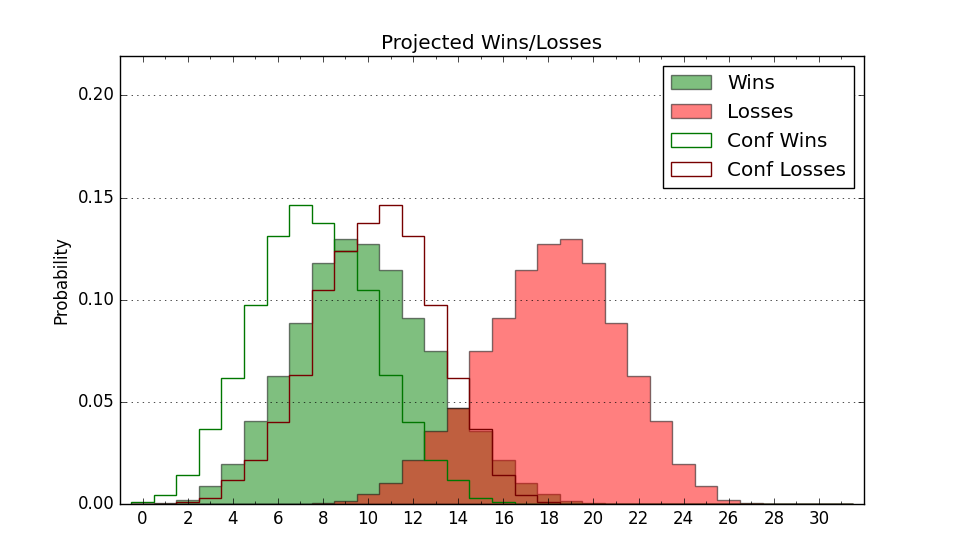 Projected Wins/Losses
Wins
Losses
Conf Wins
Conf Losses
Probability
0.20
0.15
0.10
0.05
0.00
0 2 4 6 8 10 12 14 16 18 20 22 24 26 28 30